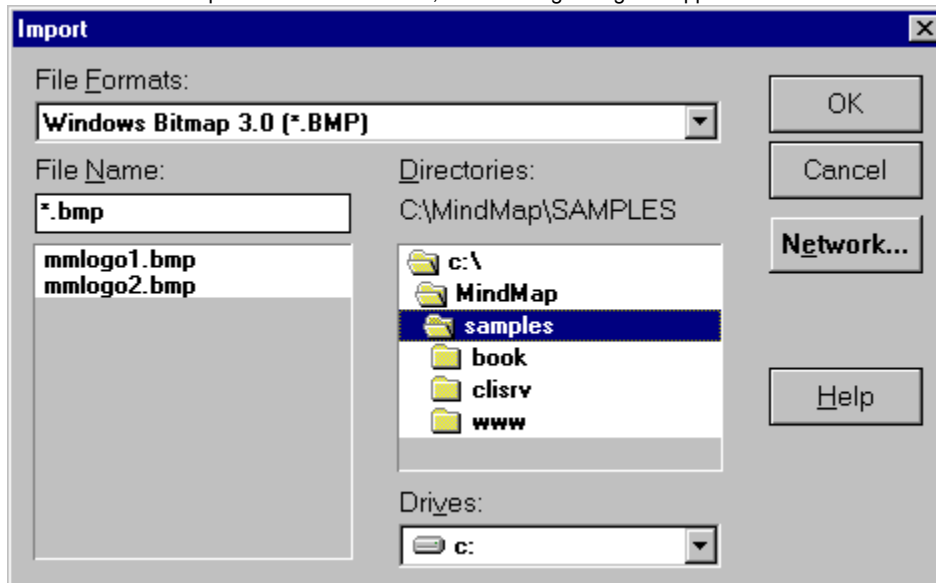 Import
File Formats:
Windows Bitmap 3.0 (*.BMP)
OK
File Name:
Directories:
Cancel
*.bmp
C:\MindMap\SAMPLES
Network...
mmlogo1.bmp
mmlogo2.bmp
c:\
MindMap
samples
book
clisrv
www
Help
Drives:
c: